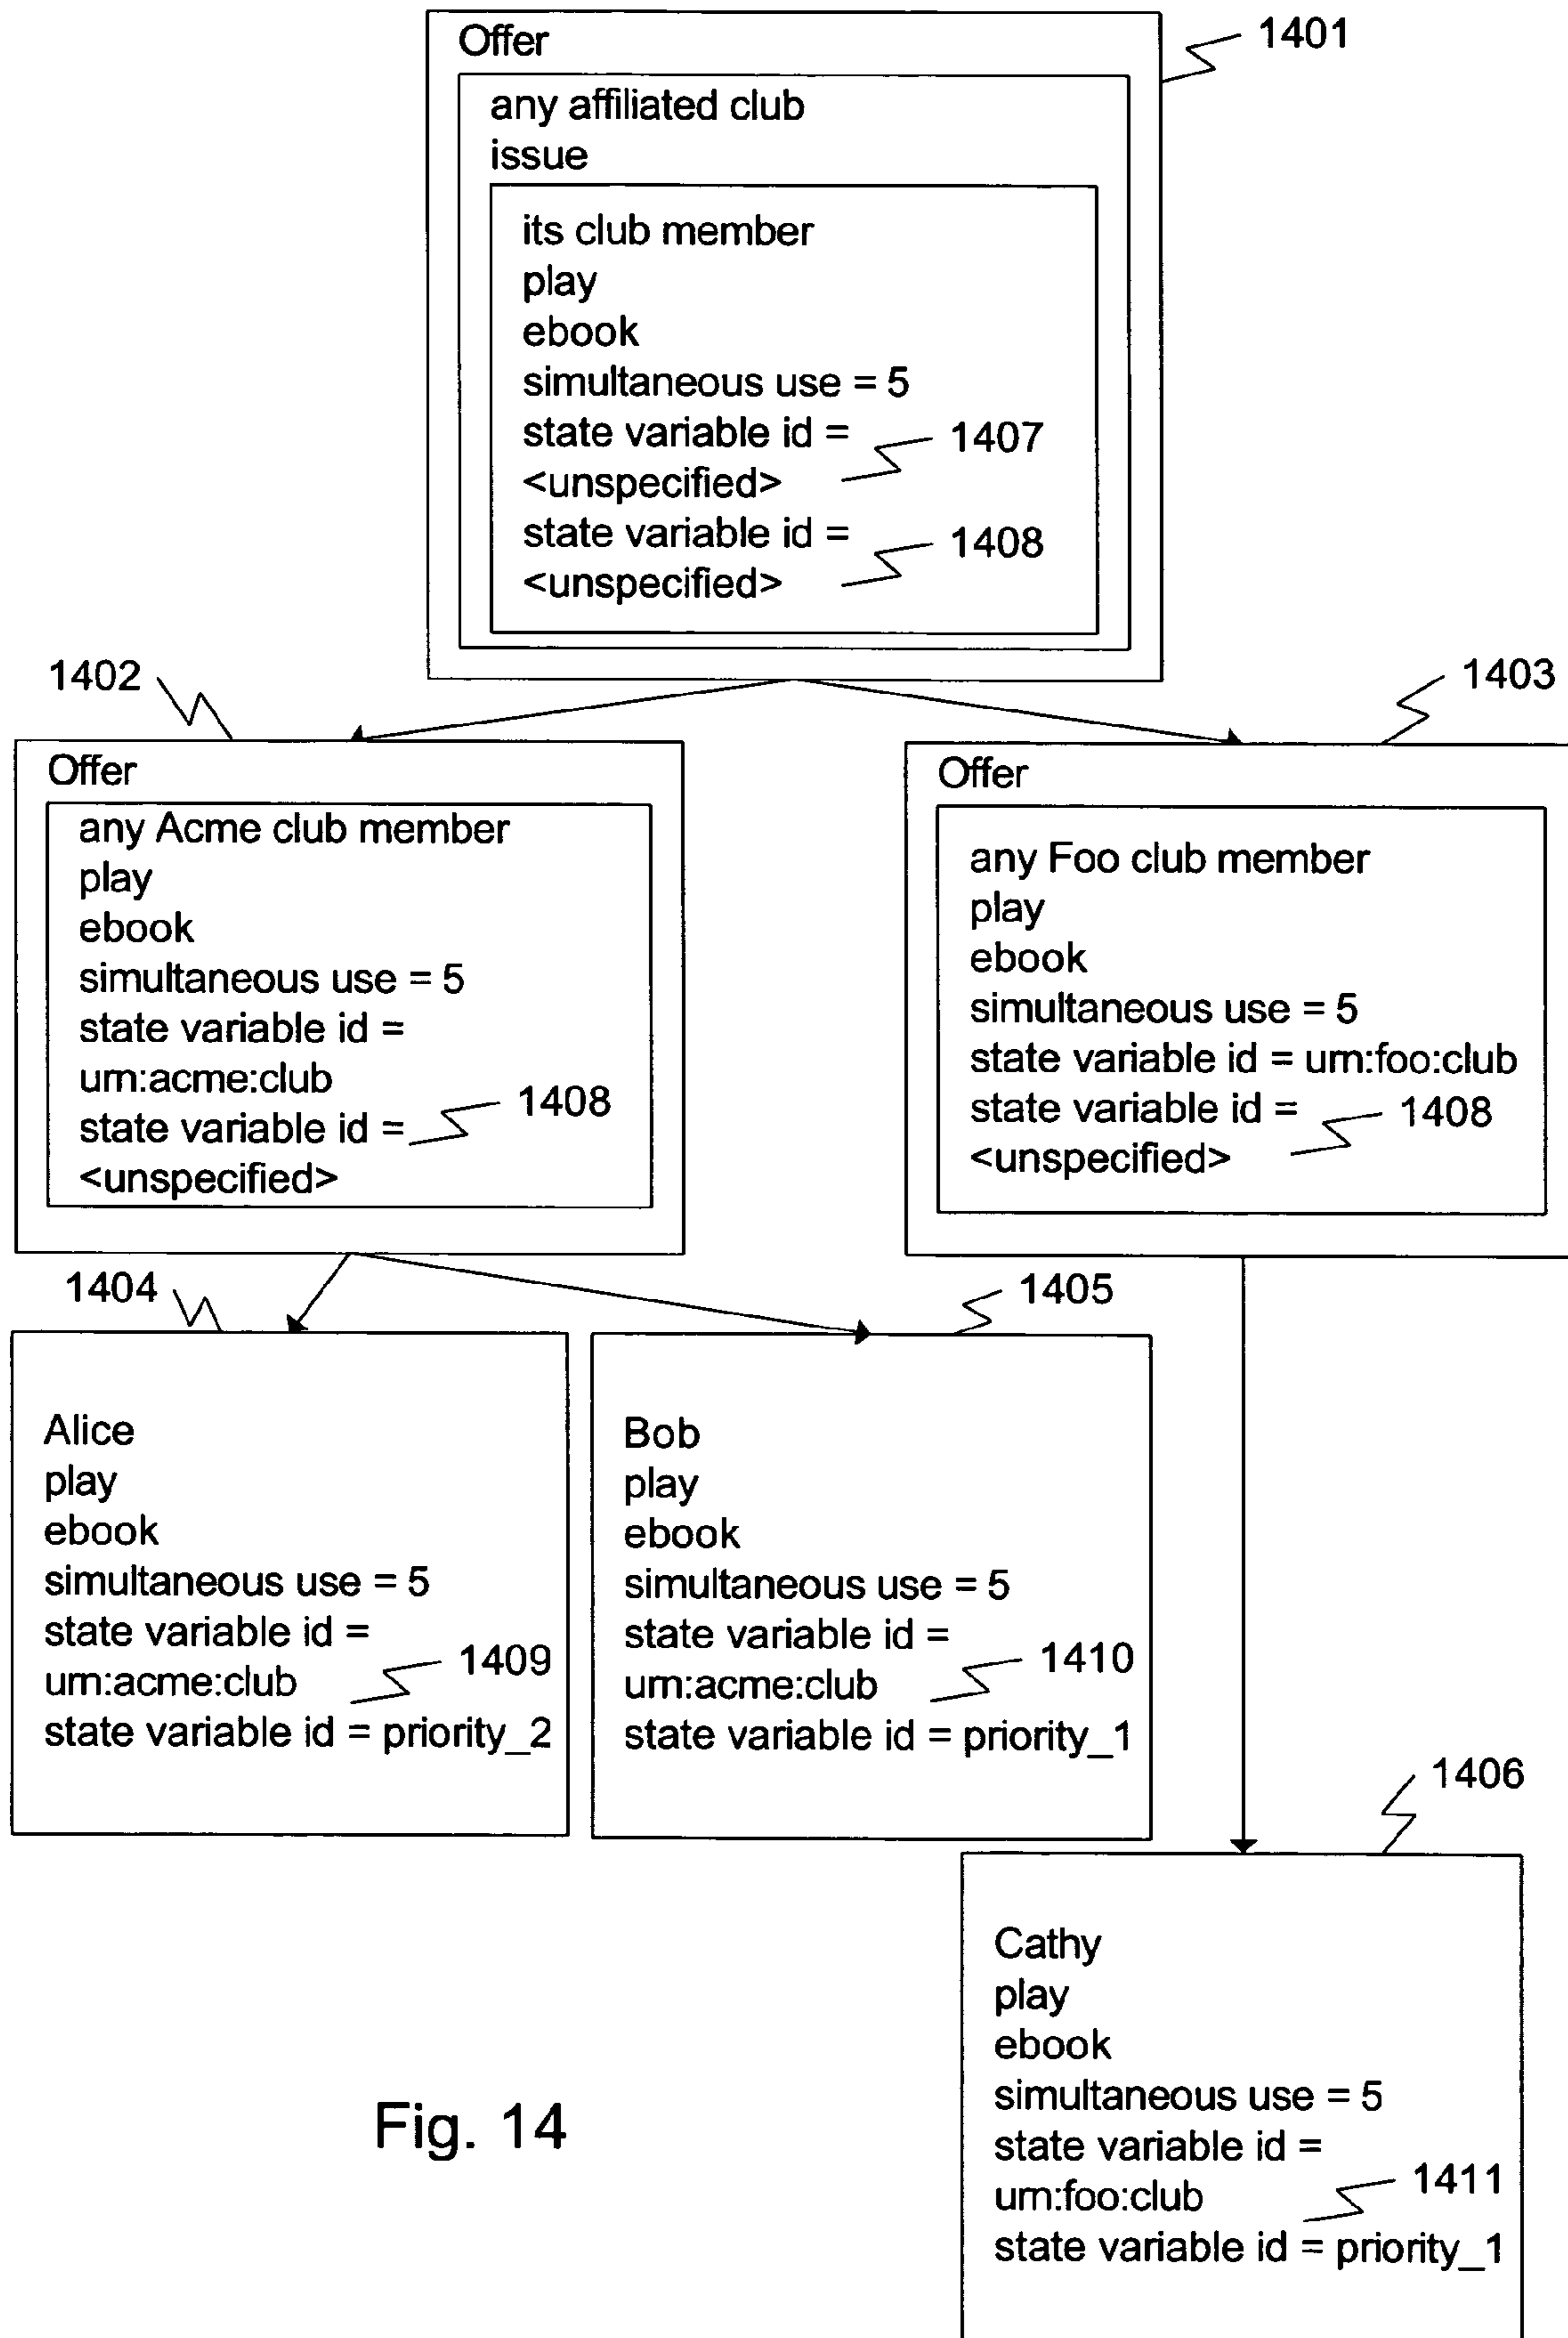 Offer
1401
any affiliated club
issue
its club member
play
ebook
simultaneous use = 5
state variable id =
1407
<unspecified>
state variable id =
1408
<unspecified>
1402
Offer
any Acme club member
play
ebook
simultaneous use = 5
state variable id =
urn:acme:club
1408
state variable id =
<unspecified>
1403
Offer
any Foo club member
play
ebook
simultaneous use = 5
state variable id = urn:foo:club
state variable id =
1408
<unspecified>
1404
Alice
play
ebook
simultaneous use = 5
state variable id =
1409
urn:acme:club
state variable id = priority_2
1405
Bob
play
ebook
simultaneous use = 5
state variable id =
1410
urn:acme:club
state variable id = priority_1
1406
Cathy
play
ebook
simultaneous use = 5
state variable id =
1411
urn:foo:club
state variable id = priority_1
Fig. 14